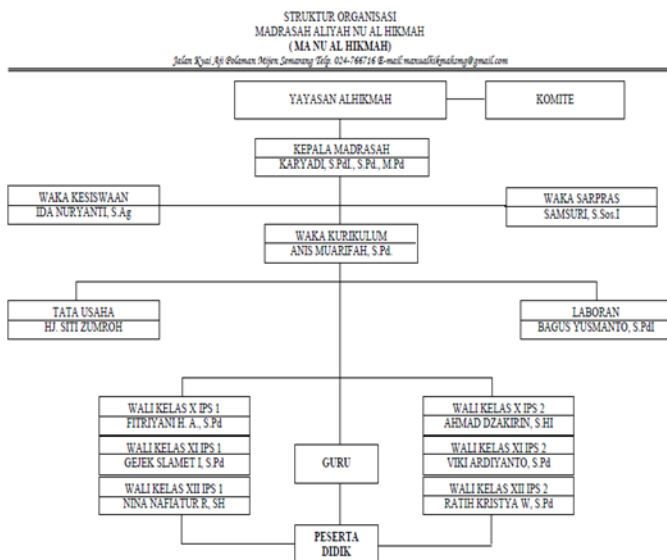 STRUKTUR ORGANISASI
MADRASAH ALIYAH NU AL HIKMAH
( MA NU AL HIKMAH)
Jalan Kyai Aji Polaman Mijen Semarang Telp. 024-766716 E-mail:manualhikmahsmg@gmail.com
YAYASAN ALHIKMAH
KOMITE
KEPALA MADRASAH
KARYADI, S.PdI., S.Pd., M.Pd
WAKA KESISWAAN
IDA NURYANTI, S.Ag
WAKA SARPRAS
SAMSURI, S.Sos.I
WAKA KURIKULUM
ANIS MUARIFAH, S.Pd.
TATA USAHA
HJ. SITI ZUMROH
LABORAN
BAGUS YUSMANTO, S.PdI
WALI KELAS X IPS 1
FITRIYANI H. A., S.Pd
WALI KELAS XI IPS 1
GEJEK SLAMET I, S.Pd
WALI KELAS XII IPS 1
NINA NAFIATUR R, SH
GURU
WALI KELAS X IPS 2
AHMAD DZAKIRIN, S.HI
WALI KELAS XI IPS 2
VIKI ARDIYANTO, S.Pd
WALI KELAS XII IPS 2
RATIH KRISTYA W, S.Pd
PESERTA
DIDIK